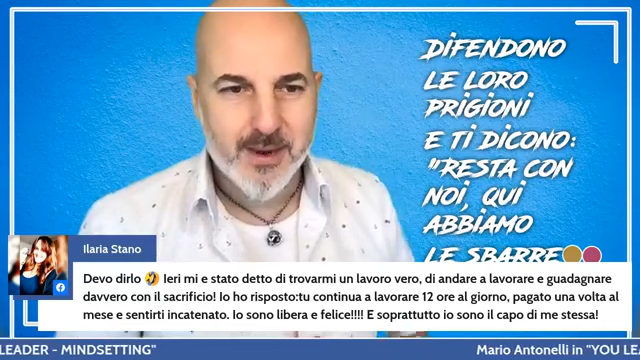 DIFENDONO
LE LORO
PRIGIONI
E TI DICONO:
"RESTA CON
NOI, QUI
ABBIAMO
LE SBARRE
Ilaria Stano
Devo dirlo 🤣 Ieri mi e stato detto di trovarmi un lavoro vero, di andare a lavorare e guadagnare
davvero con il sacrificio! Io ho risposto:tu continua a lavorare 12 ore al giorno, pagato una volta al
mese e sentirti incatenato. Io sono libera e felice!!!! E soprattutto io sono il capo di me stessa!
LEADER - MINDSETTING"
Mario Antonelli in "YOU LEA